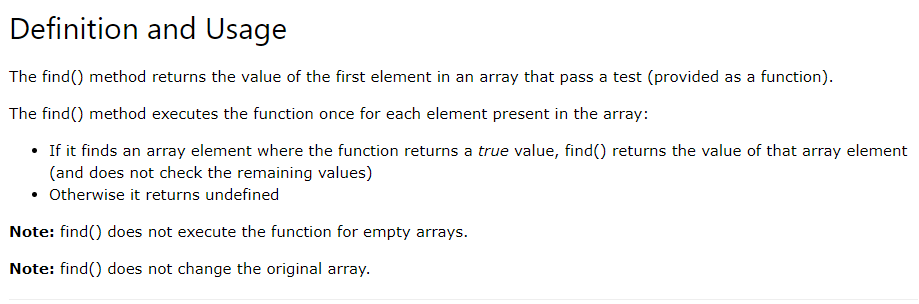 Definition and Usage
The find() method returns the value of the first element in an array that pass a test (provided as a function).
The find() method executes the function once for each element present in the array:
• If it finds an array element where the function returns a true value, find() returns the value of that array element
(and does not check the remaining values)
• Otherwise it returns undefined
Note: find() does not execute the function for empty arrays.
Note: find() does not change the original array.